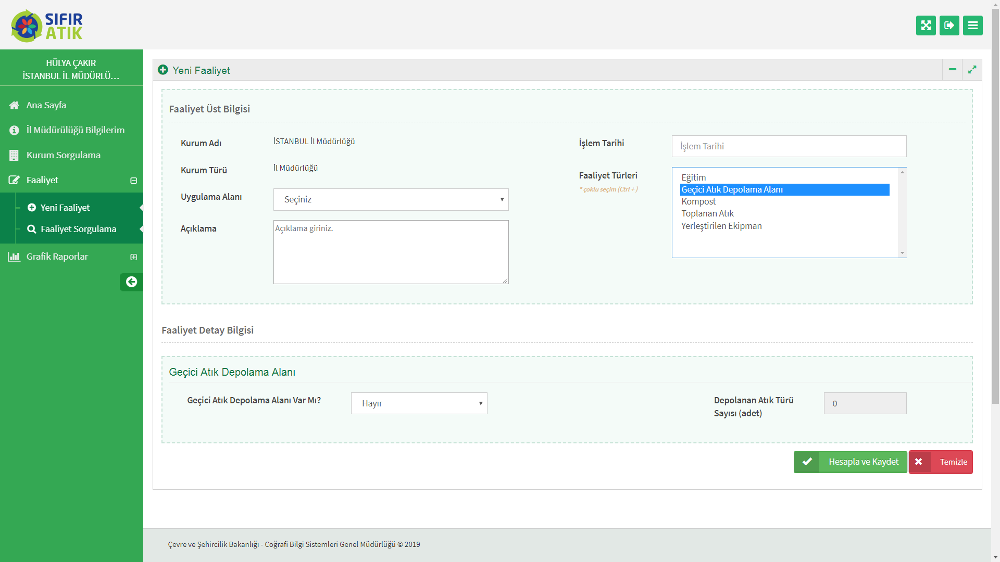 SIFIR
ATIK
HÜLYA ÇAKIR
İSTANBUL İL MÜDÜRLÜ...
Ana Sayfa
İl Müdürülüğü Bilgilerim
Kurum Sorgulama
Faaliyet
Yeni Faaliyet
Faaliyet Sorgulama
Grafik Raporlar
Yeni Faaliyet
Faaliyet Üst Bilgisi
Kurum Adı
İSTANBUL İl Müdürlüğü
Kurum Türü
İl Müdürlüğü
Uygulama Alanı
Seçiniz
Açıklama
Açıklama giriniz.
İşlem Tarihi
İşlem Tarihi
Faaliyet Türleri
* çoklu seçim (Ctrl + )
Eğitim
Geçici Atık Depolama Alanı
Kompost
Toplanan Atık
Yerleştirilen Ekipman
Faaliyet Detay Bilgisi
Geçici Atık Depolama Alanı
Geçici Atık Depolama Alanı Var Mı?
Hayır
Depolanan Atık Türü
Sayısı (adet)
0
Hesapla ve Kaydet
Temizle
Çevre ve Şehircilik Bakanlığı - Coğrafi Bilgi Sistemleri Genel Müdürlüğü © 2019